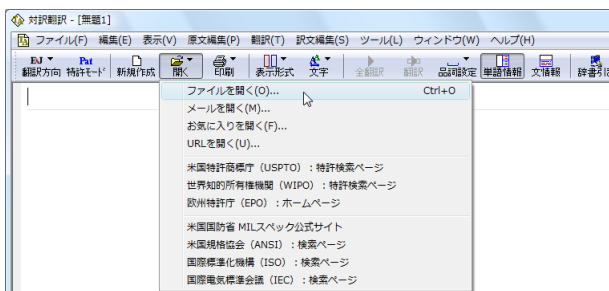 対訳翻訳 - [無題1]
ファイル(F) 編集(E) 表示(V) 原文編集(P) 翻訳(T) 訳文編集(S) ツール(L) ウィンドウ(W) ヘルプ(H)
EJ Pat
翻訳方向 特許モード 新規作成 開く 印刷 表示形式 文字 全翻訳 翻訳 品詞設定 単語情報 文情報 辞書引
ファイルを開く(O)... Ctrl+O
メールを開く(M)...
お気に入りを開く(F)...
URLを開く(U)...
米国特許商標庁（USPTO）：特許検索ページ
世界知的所有権機関（WIPO）：特許検索ページ
欧州特許庁（EPO）：ホームページ
米国国防省 MILスペック公式サイト
米国規格協会（ANSI）：検索ページ
国際標準化機構（ISO）：検索ページ
国際電気標準会議（IEC）：検索ページ